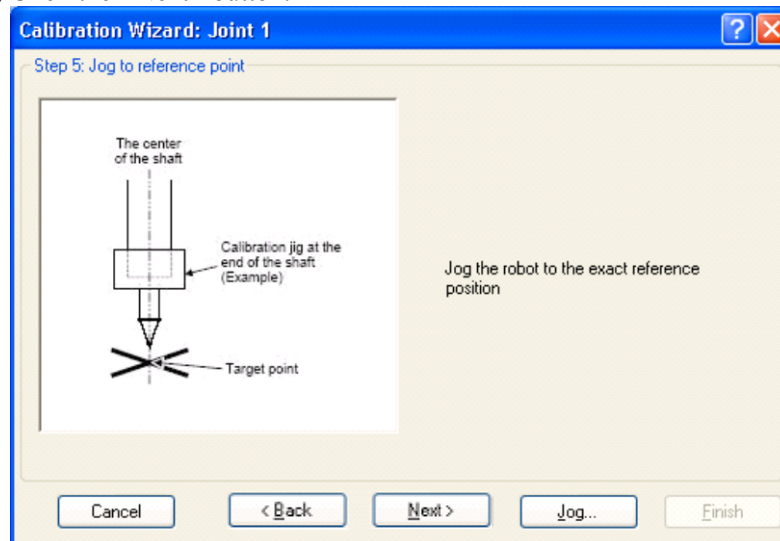 Calibration Wizard: Joint 1
Step 5: Jog to reference point
The center
of the shaft
Calibration jig at the
end of the shaft
(Example)
Target point
Jog the robot to the exact reference
position
Cancel
< Back
Next >
Jog...
Finish